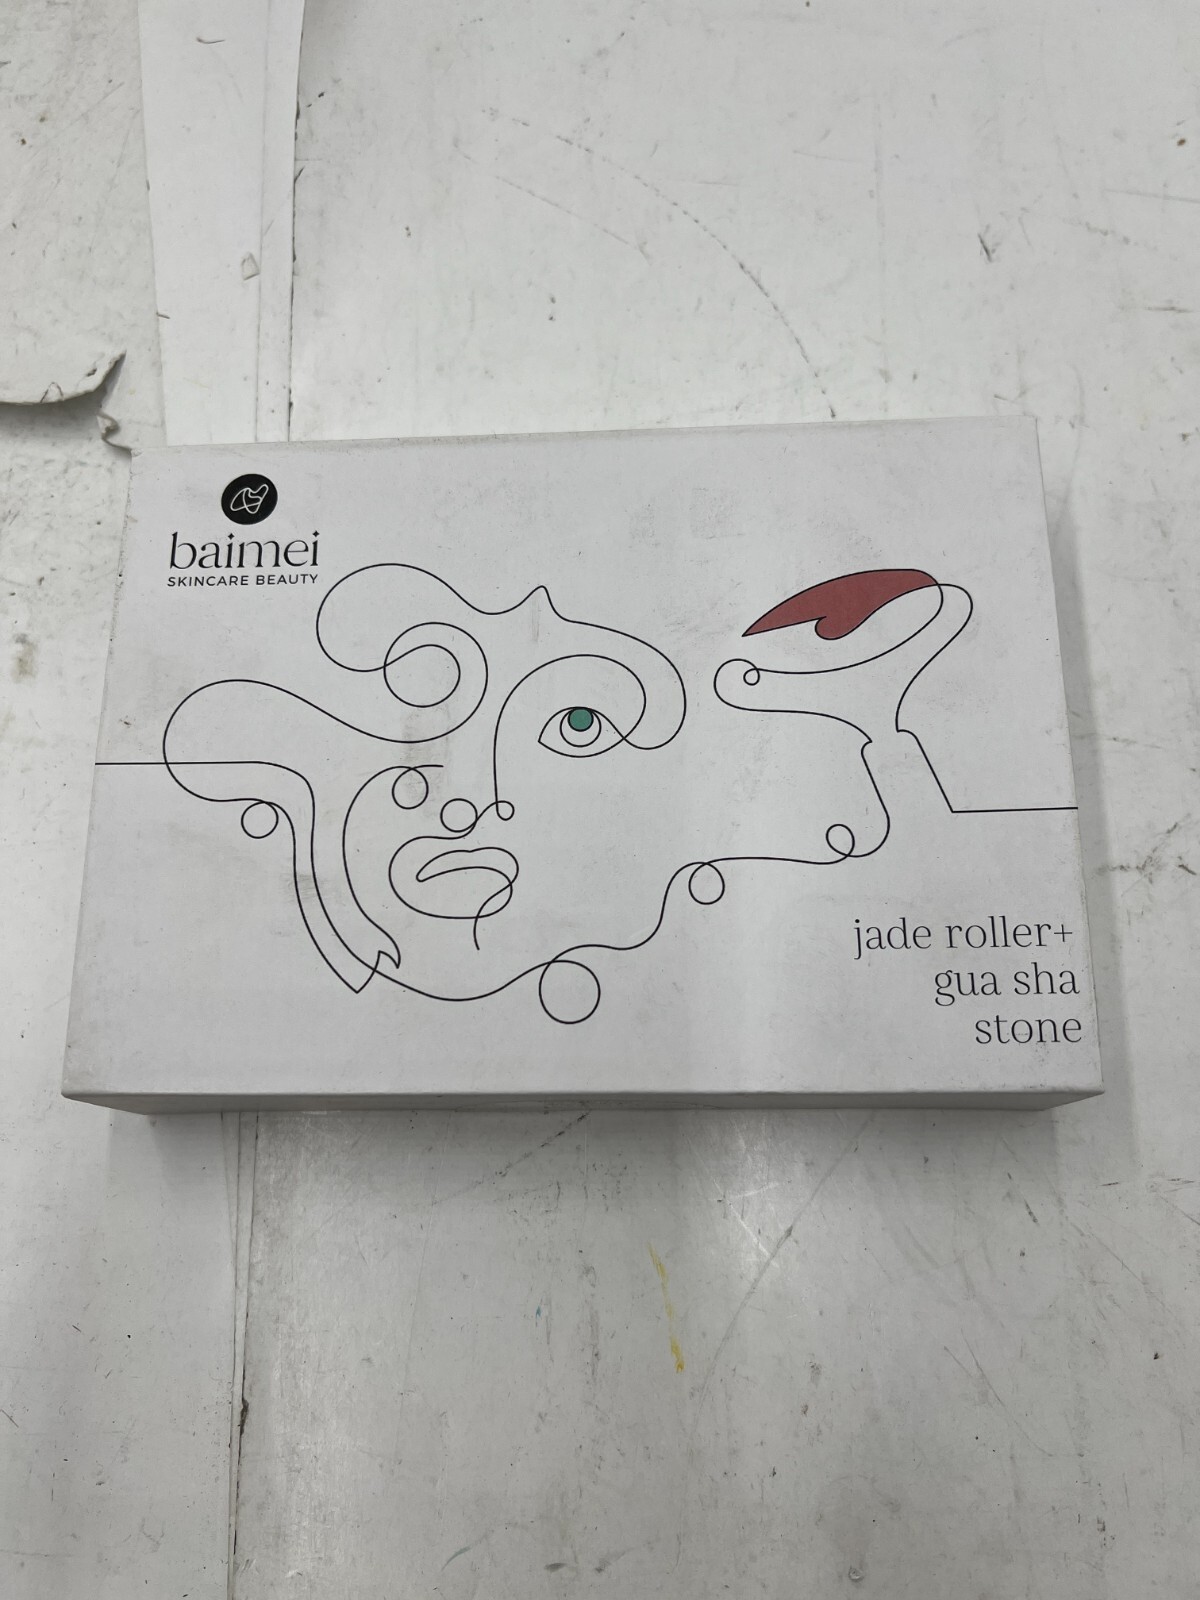 baimei
SKINCARE BEAUTY
jade roller+
gua sha
stone